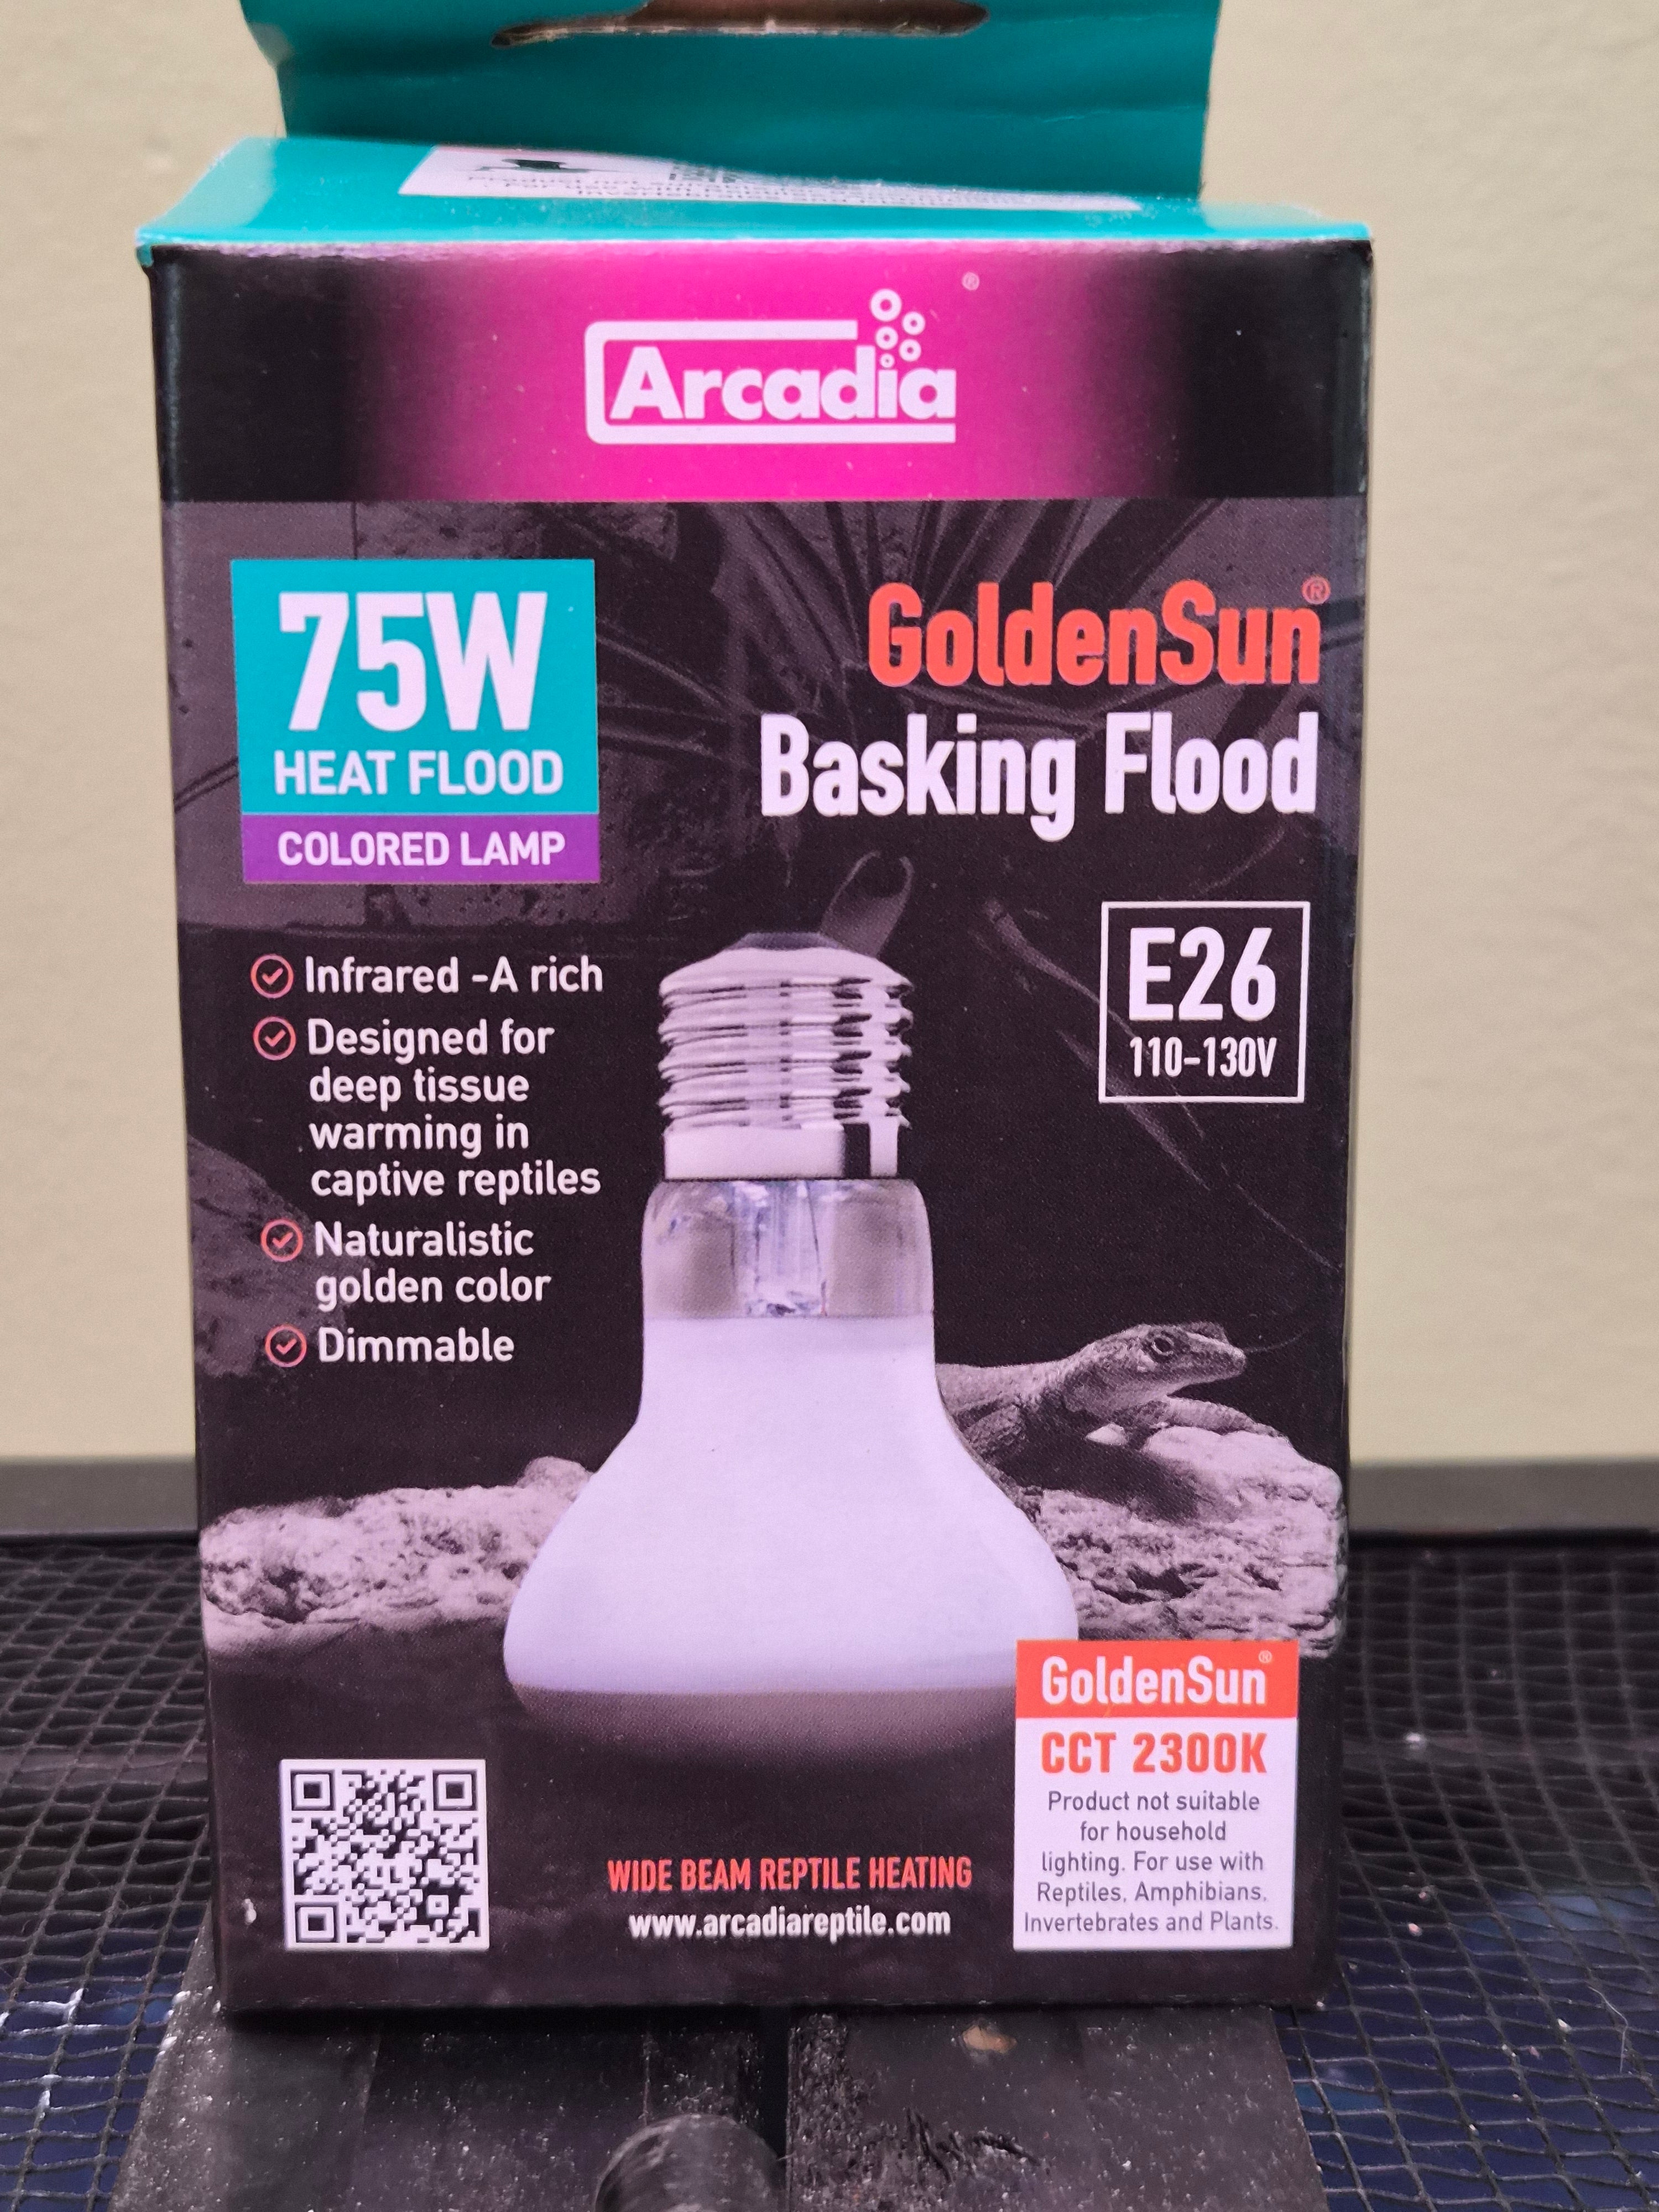 Arcadia
®
75W
HEAT FLOOD
COLORED LAMP
GoldenSun®
Basking Flood
E26
110-130V
Infrared -A rich
Designed for
deep tissue
warming in
captive reptiles
Naturalistic
golden color
Dimmable
GoldenSun®
CCT 2300K
Product not suitable
for household
lighting. For use with
Reptiles, Amphibians,
Invertebrates and Plants.
WIDE BEAM REPTILE HEATING
www.arcadiareptile.com